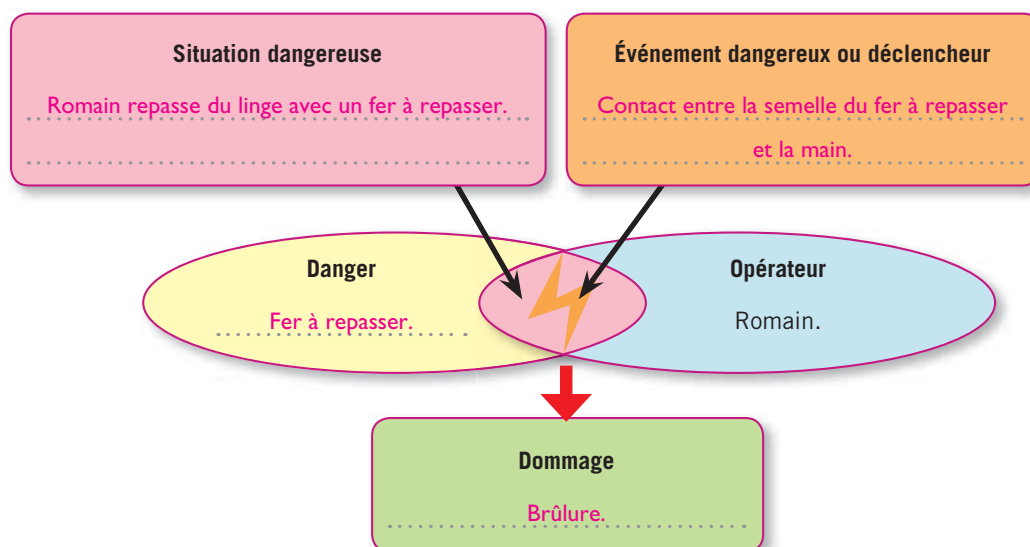 Situation dangereuse
Romain repasse du linge avec un fer à repasser.
Événement dangereux ou déclencheur
Contact entre la semelle du fer à repasser
et la main.
Danger
Fer à repasser.
Opérateur
Romain.
Dommage
Brûlure.